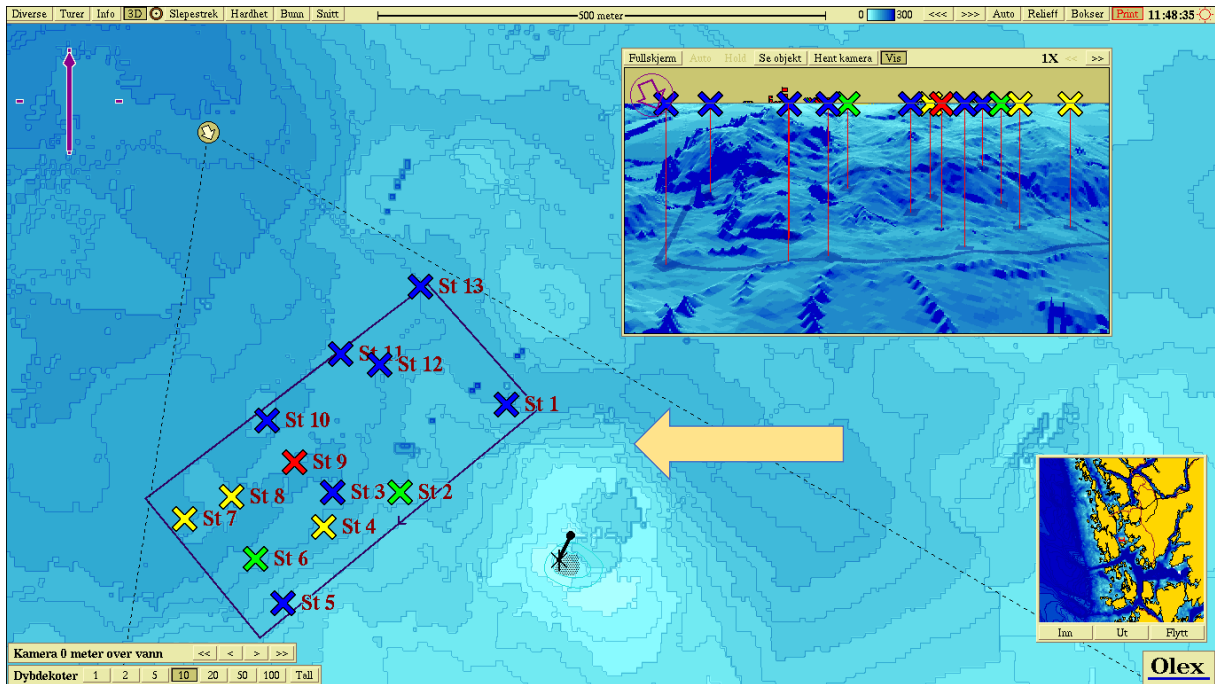 Diverse Turer Info 3D Slepestrek Hardhet Bunn Snitt 500 meter 0 300 <<< >>> Auto Relieff Bokser Print 11:48:35
Fullskjerm Auto Hold Se objekt Hent kamera Vis 1X << >>
St 13
St 11
St 12
St 1
St 10
St 9
St 3
St 2
St 8
St 7
St 4
St 6
St 5
Inn Ut Flytt
Kamera 0 meter over vann << < > >>
Dybdekoter 1 2 5 10 20 50 100 Tall
Olex